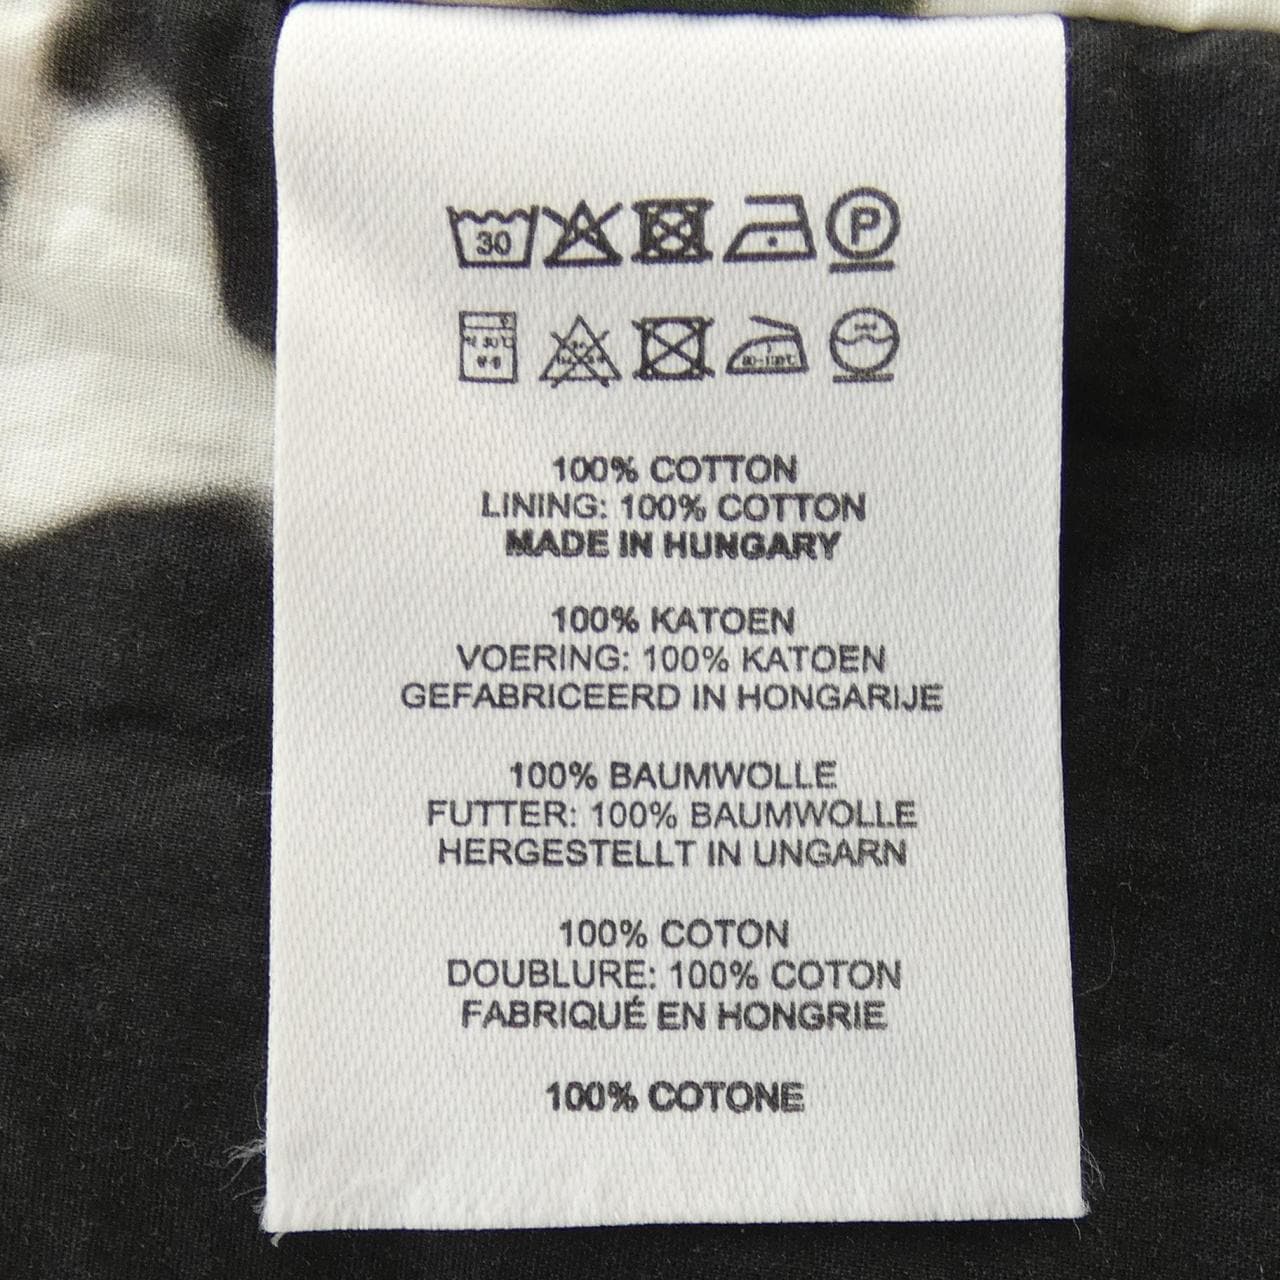 30
P
100% COTTON
LINING: 100% COTTON
MADE IN HUNGARY
100% KATOEN
VOERING: 100% KATOEN
GEFABRICEERD IN HONGARIJE
100% BAUMWOLLE
FUTTER: 100% BAUMWOLLE
HERGESTELLT IN UNGARN
100% COTON
DOUBLURE: 100% COTON
FABRIQUÉ EN HONGRIE
100% COTONE